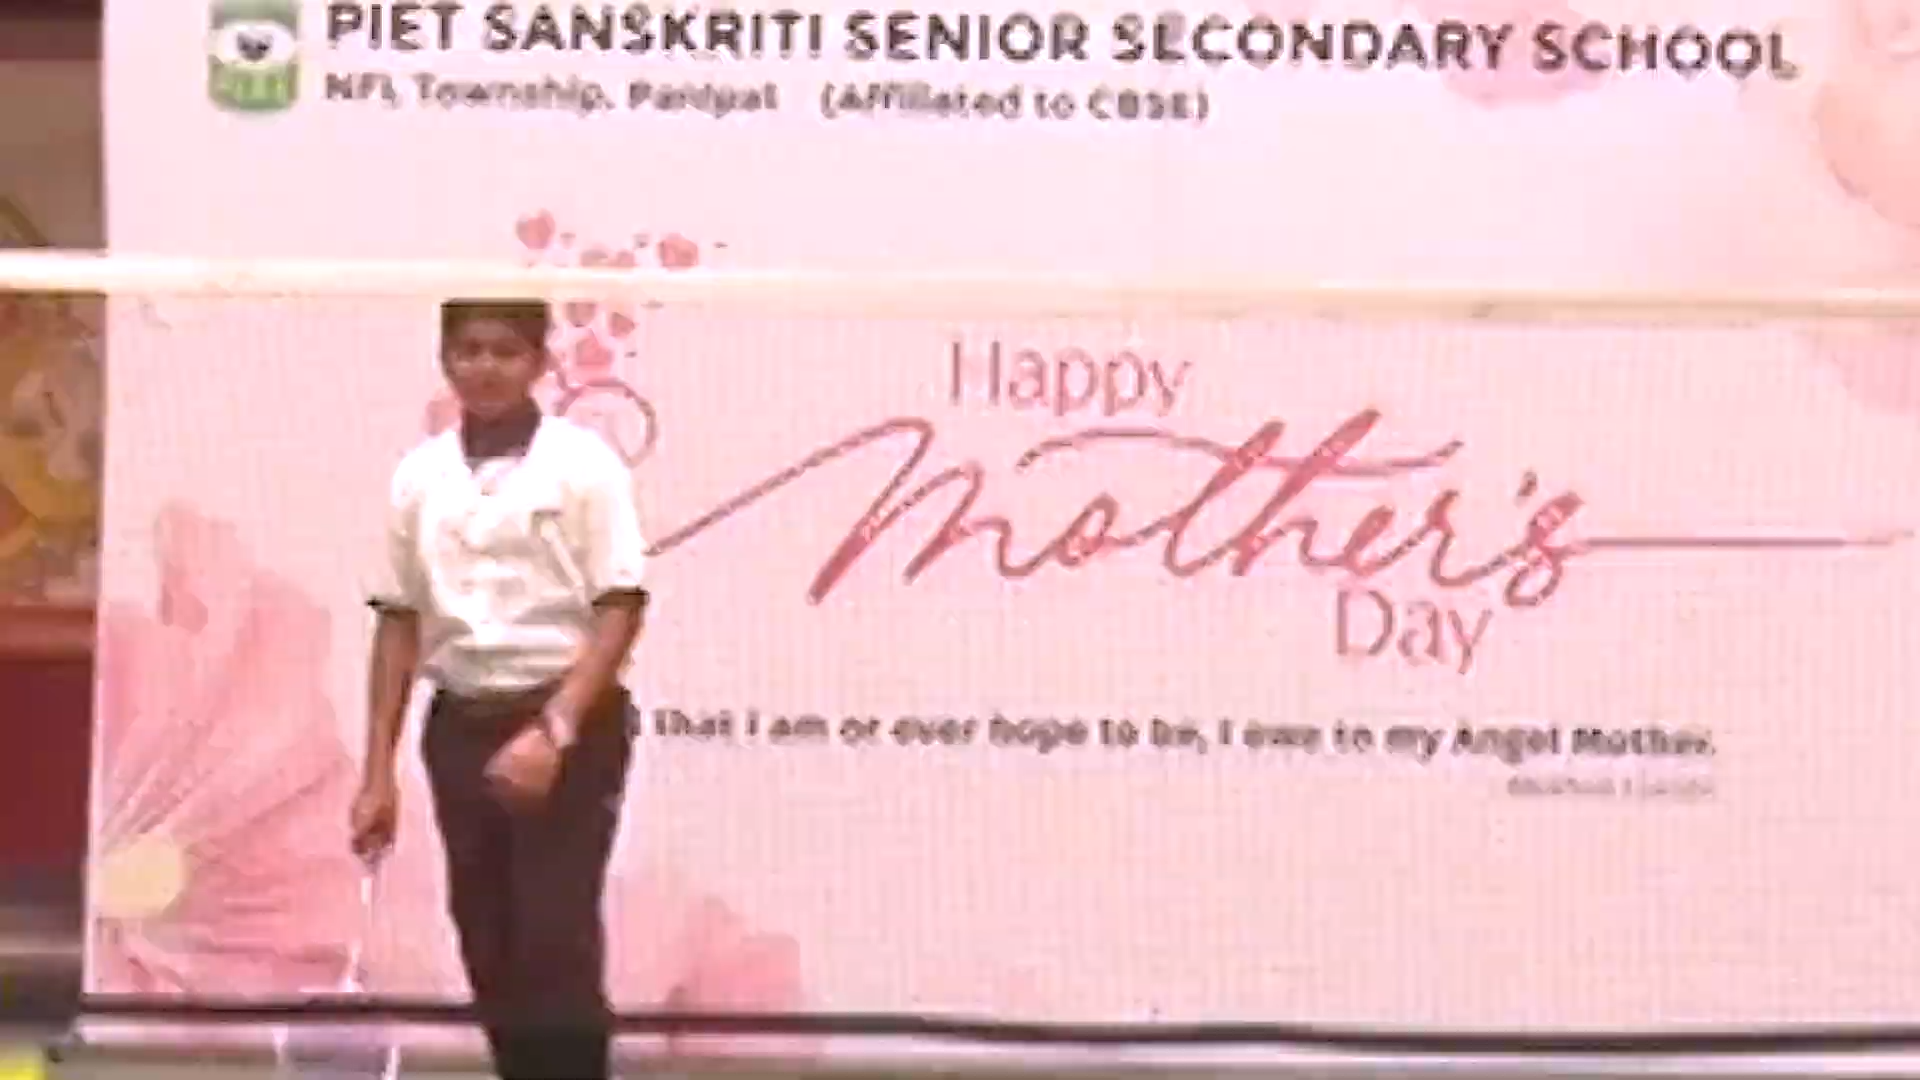 PIET SANSKRITI SENIOR SECONDARY SCHOOL
NFL Township, Panipat (Affiliated to CBSE)
Happy
Mother's
Day
that I am or ever hope to be, I owe to my Angel Mother.